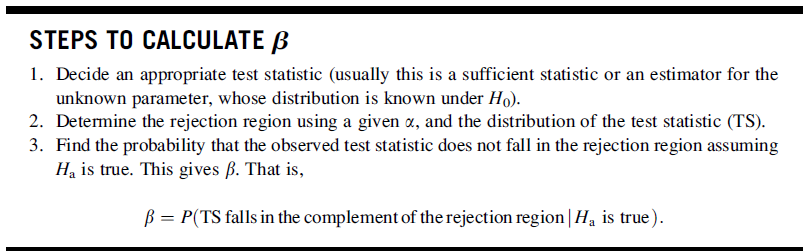 STEPS TO CALCULATE β
1. Decide an appropriate test statistic (usually this is a sufficient statistic or an estimator for the
unknown parameter, whose distribution is known under H₀).
2. Determine the rejection region using a given α, and the distribution of the test statistic (TS).
3. Find the probability that the observed test statistic does not fall in the rejection region assuming
Hₐ is true. This gives β. That is,
β = P(TS falls in the complement of the rejection region | Hₐ is true).